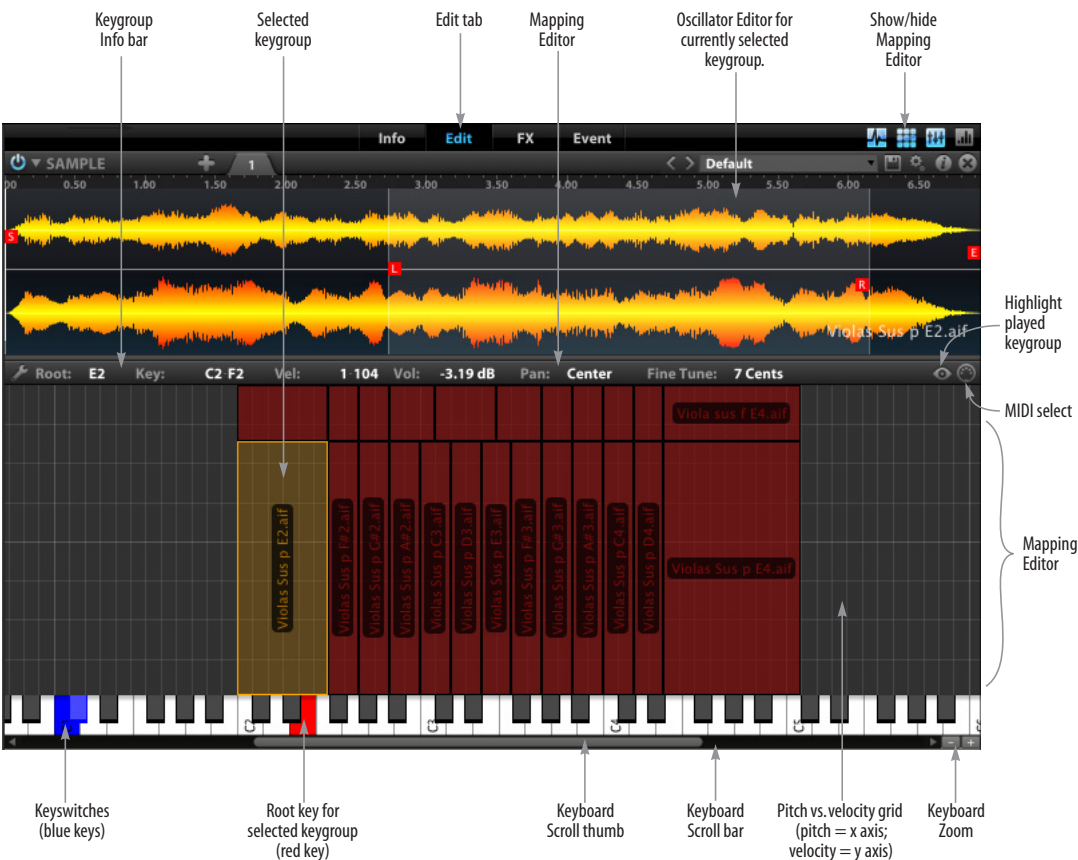 Keygroup
Info bar
Selected
keygroup
Edit tab
Mapping
Editor
Oscillator Editor for
currently selected
keygroup.
Show/hide
Mapping
Editor
Info Edit FX Event
SAMPLE 1 Default
00 0.50 1.00 1.50 2.00 2.50 3.00 3.50 4.00 4.50 5.00 5.50 6.00 6.50
S
E
L
R
Violas Sus p E2.aif
Highlight
played
keygroup
Root: E2 Key: C2 F2 Vel: 1 104 Vol: -3.19 dB Pan: Center Fine Tune: 7 Cents
MIDI select
Viola sus f E4.aif
Violas Sus p E2.aif
Violas Sus p F#2.aif
Violas Sus p G#2.aif
Violas Sus p A#2.aif
Violas Sus p C3.aif
Violas Sus p D3.aif
Violas Sus p E3.aif
Violas Sus p F#3.aif
Violas Sus p G#3.aif
Violas Sus p A#3.aif
Violas Sus p C4.aif
Violas Sus p D4.aif
Violas Sus p E4.aif
Mapping
Editor
C2 C3 C4 C5
Keyswitches
(blue keys)
Root key for
selected keygroup
(red key)
Keyboard
Scroll thumb
Keyboard
Scroll bar
Pitch vs. velocity grid
(pitch = x axis;
velocity = y axis)
Keyboard
Zoom